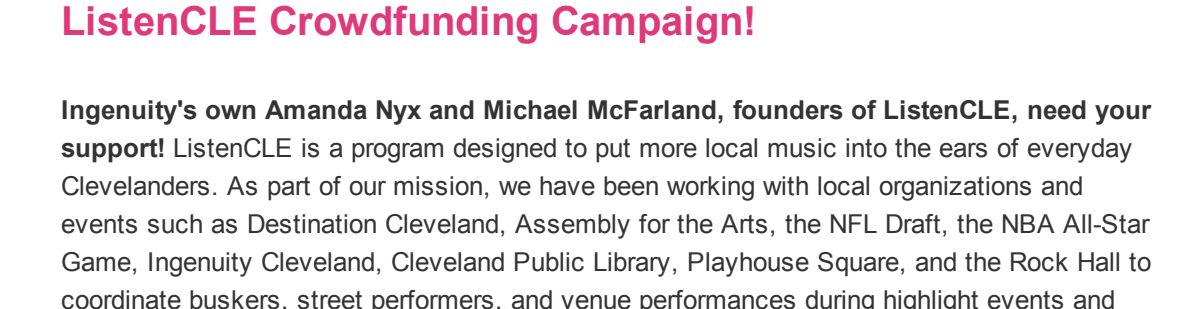 ListenCLE Crowdfunding Campaign!
Ingenuity's own Amanda Nyx and Michael McFarland, founders of ListenCLE, need your
support! ListenCLE is a program designed to put more local music into the ears of everyday
Clevelanders. As part of our mission, we have been working with local organizations and
events such as Destination Cleveland, Assembly for the Arts, the NFL Draft, the NBA All-Star
Game, Ingenuity Cleveland, Cleveland Public Library, Playhouse Square, and the Rock Hall to
coordinate buskers, street performers, and venue performances during highlight events and